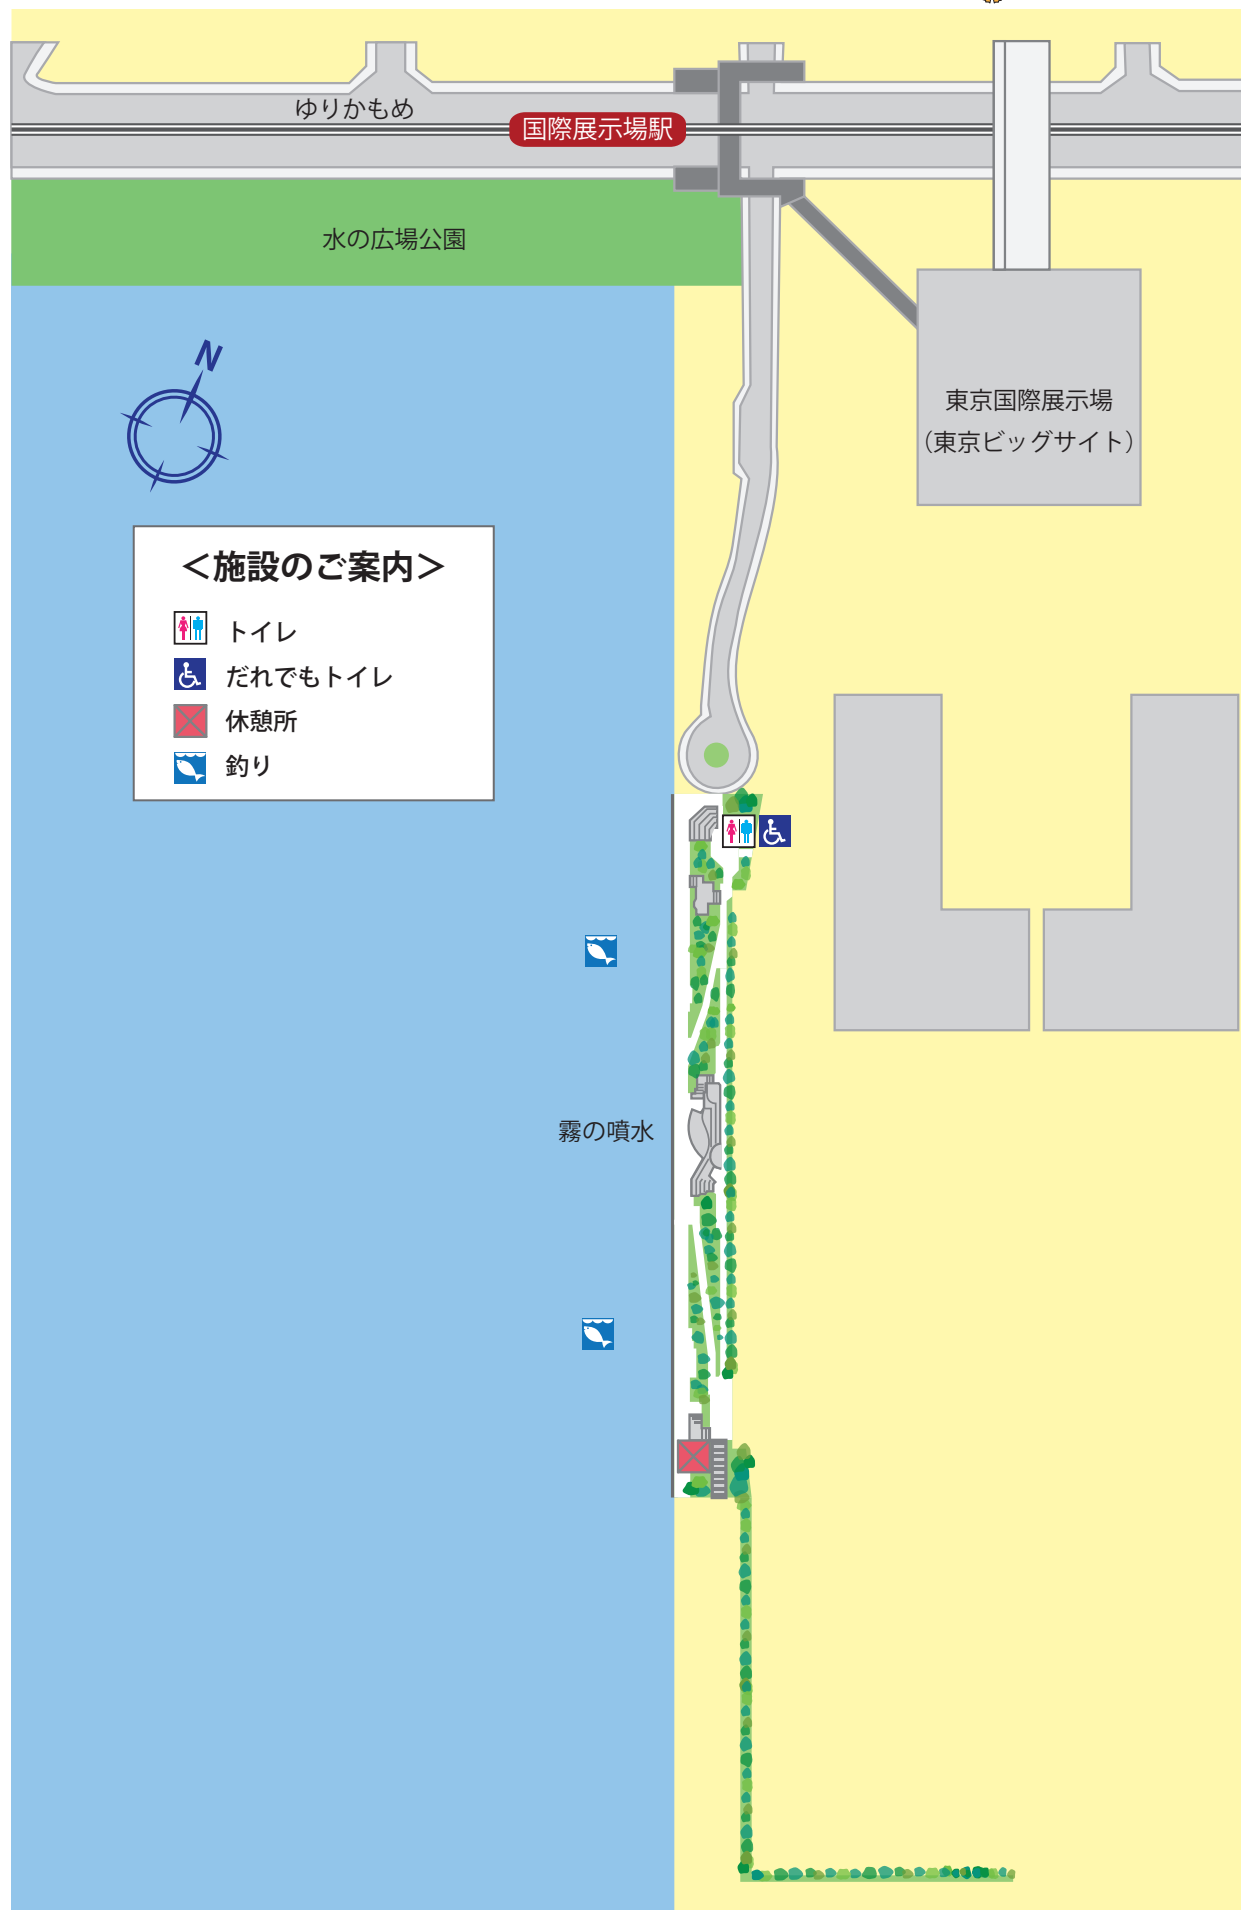 ゆりかもめ
国際展示場駅
水の広場公園
N
東京国際展示場
（東京ビッグサイト）
＜施設のご案内＞
トイレ
だれでもトイレ
休憩所
釣り
霧の噴水